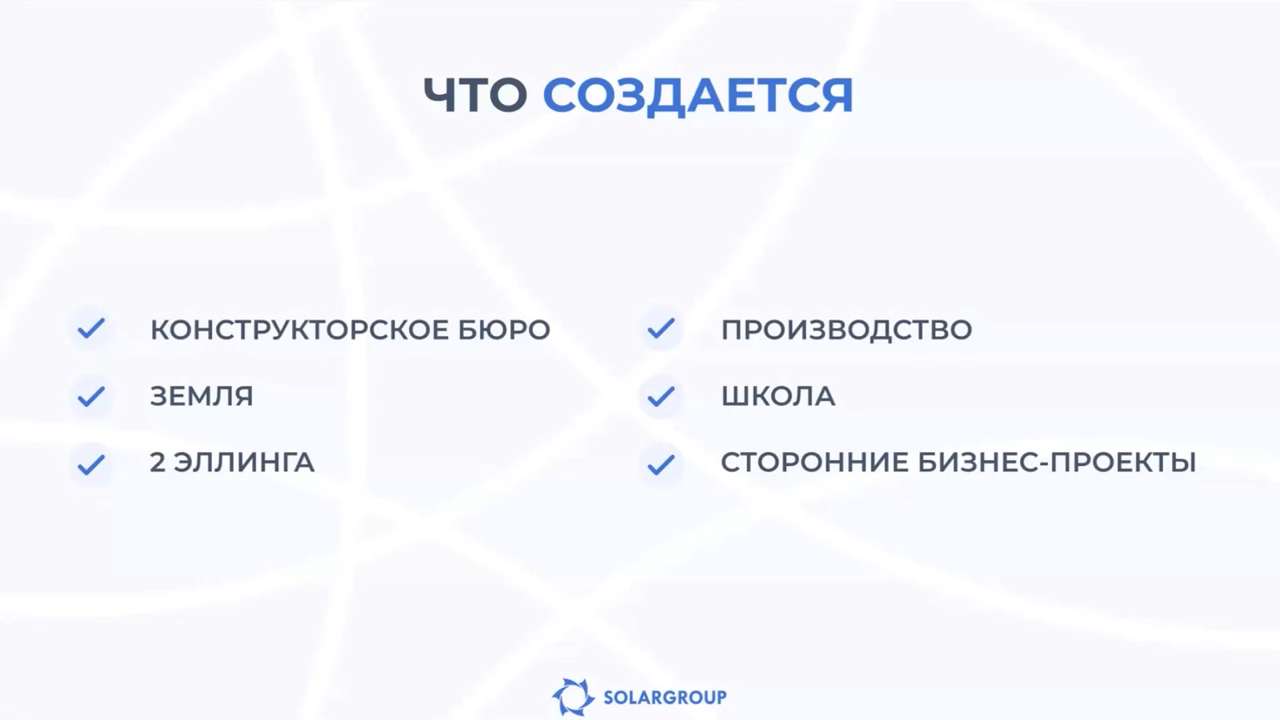 ЧТО СОЗДАЕТСЯ
КОНСТРУКТОРСКОЕ БЮРО
ЗЕМЛЯ
2 ЭЛЛИНГА
ПРОИЗВОДСТВО
ШКОЛА
СТОРОННИЕ БИЗНЕС-ПРОЕКТЫ
SOLARGROUP